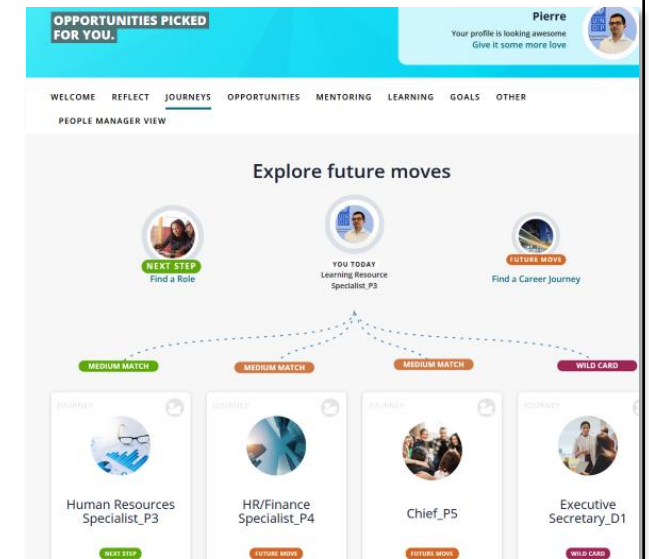 OPPORTUNITIES PICKED
FOR YOU.
Pierre
Your profile is looking awesome
Give it some more love
WELCOME REFLECT JOURNEYS OPPORTUNITIES MENTORING LEARNING GOALS OTHER
PEOPLE MANAGER VIEW
Explore future moves
NEXT STEP
Find a Role
YOU TODAY
Learning Resource
Specialist_P3
FUTURE MOVE
Find a Career Journey
MEDIUM MATCH
MEDIUM MATCH
MEDIUM MATCH
WILD CARD
JOURNEY
JOURNEY
JOURNEY
JOURNEY
Human Resources
Specialist_P3
NEXT STEP
HR/Finance
Specialist_P4
FUTURE MOVE
Chief_P5
FUTURE MOVE
Executive
Secretary_D1
WILD CARD